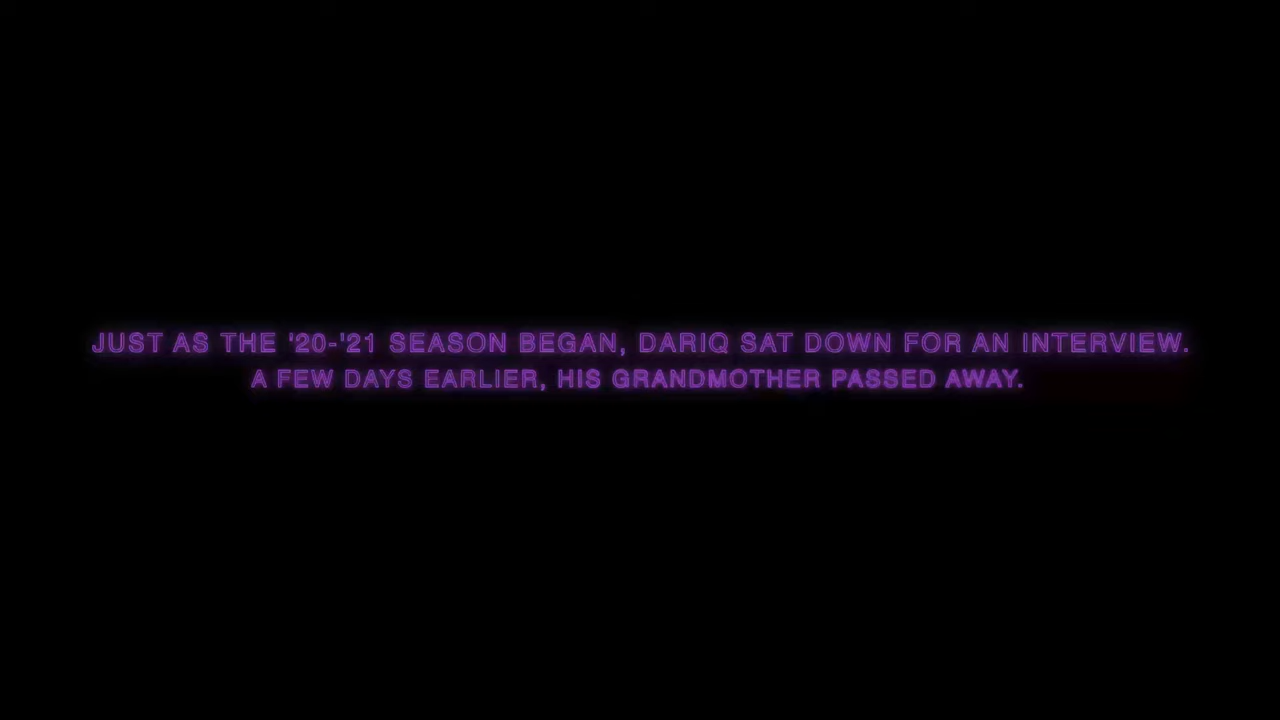 JUST AS THE '20-'21 SEASON BEGAN, DARIQ SAT DOWN FOR AN INTERVIEW.
A FEW DAYS EARLIER, HIS GRANDMOTHER PASSED AWAY.